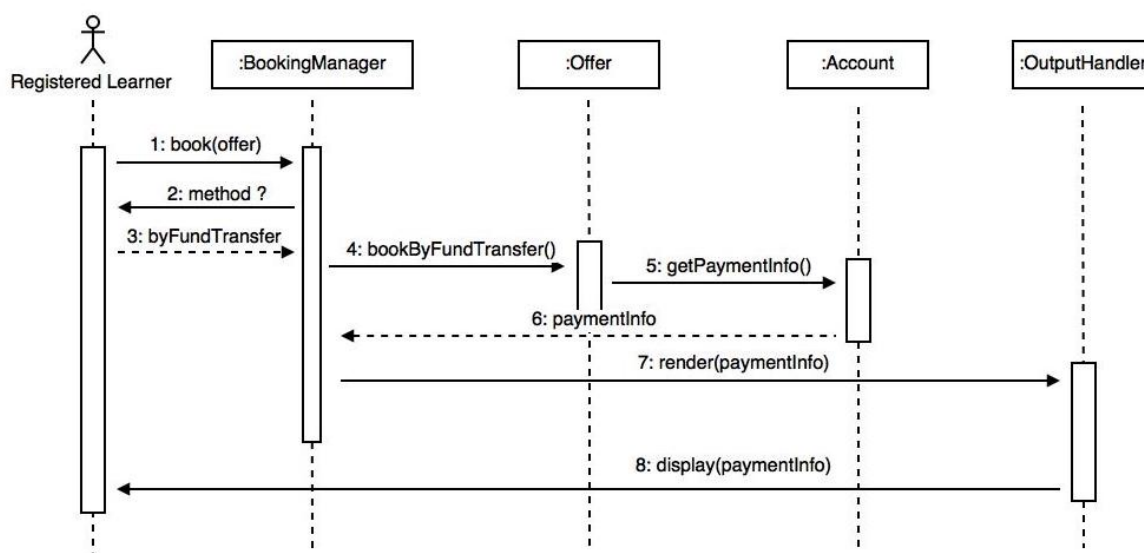 :BookingManager
:Offer
:Account
:OutputHandler
Registered Learner
1: book(offer)
2: method ?
3: byFundTransfer
4: bookByFundTransfer()
5: getPaymentInfo()
6: paymentInfo
7: render(paymentInfo)
8: display(paymentInfo)